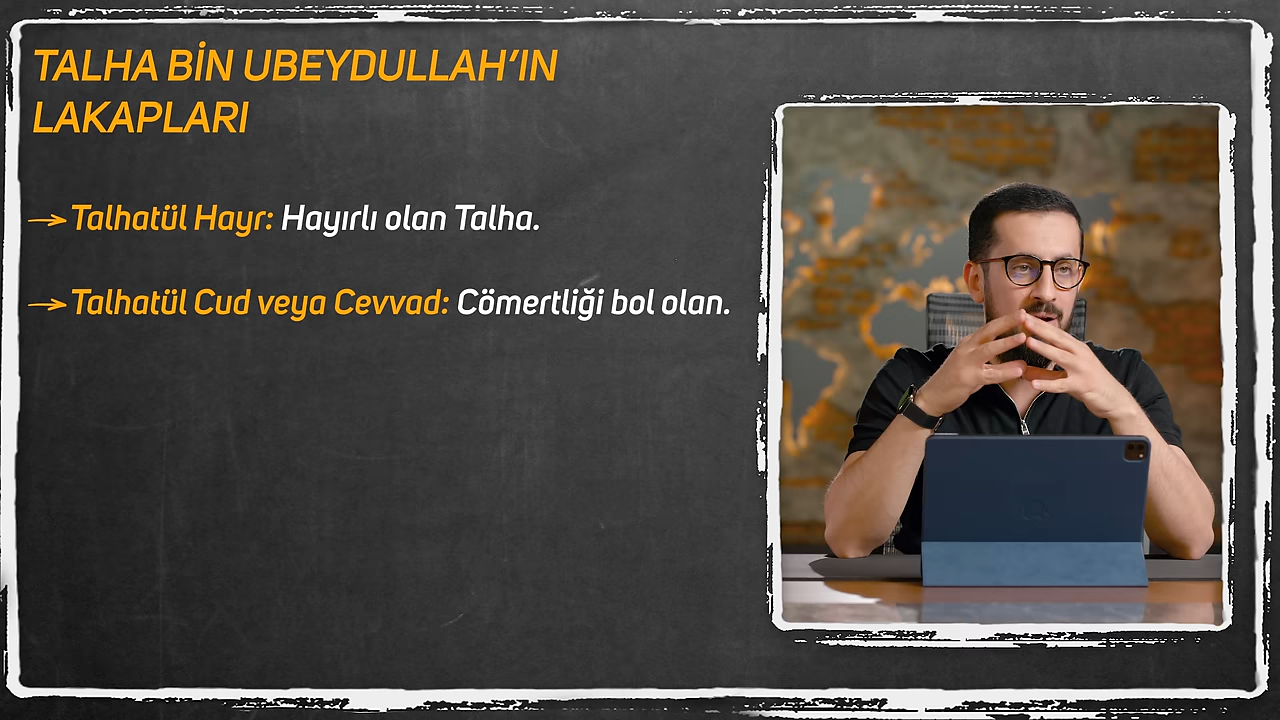 TALHA BİN UBEYDULLAH’IN
LAKAPLARI
Talhatül Hayr: Hayırlı olan Talha.
Talhatül Cud veya Cevvad: Cömertliği bol olan.